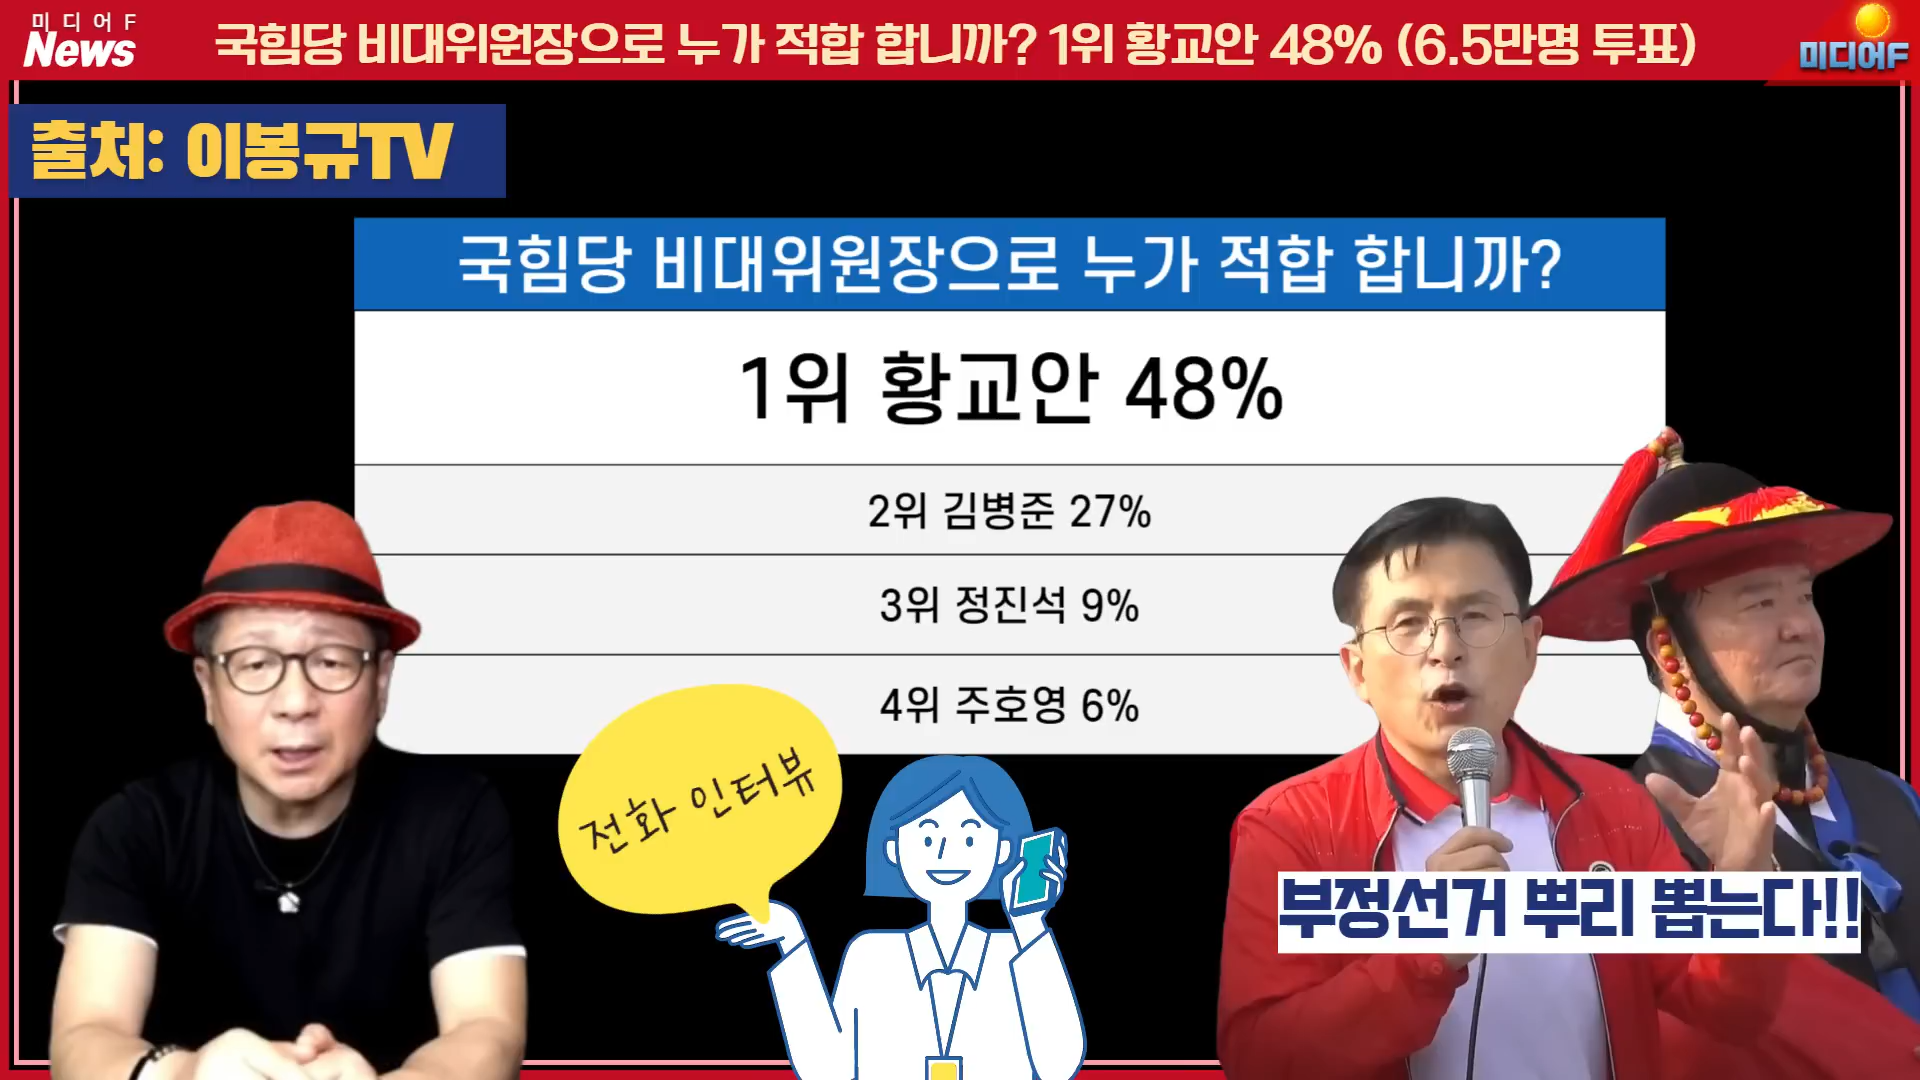 미디어F
News
국힘당 비대위원장으로 누가 적합 합니까? 1위 황교안 48% (6.5만명 투표)
미디어F
출처: 이봉규TV
국힘당 비대위원장으로 누가 적합 합니까?
1위 황교안 48%
2위 김병준 27%
3위 정진석 9%
4위 주호영 6%
전화 인터뷰
부정선거 뿌리 뽑는다!!